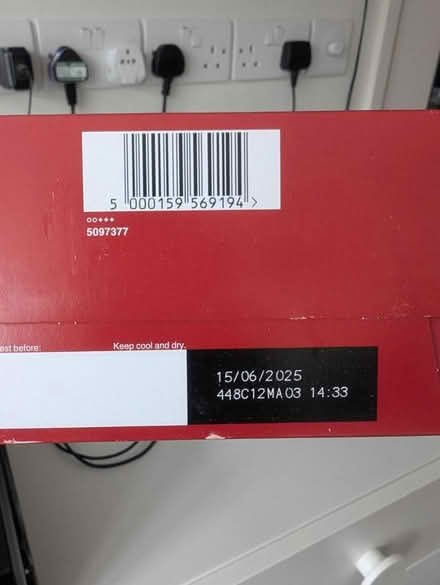 5 000159 569194 >
5097377
est before:
Keep cool and dry.
15/06/2025
448C12MA03 14:33